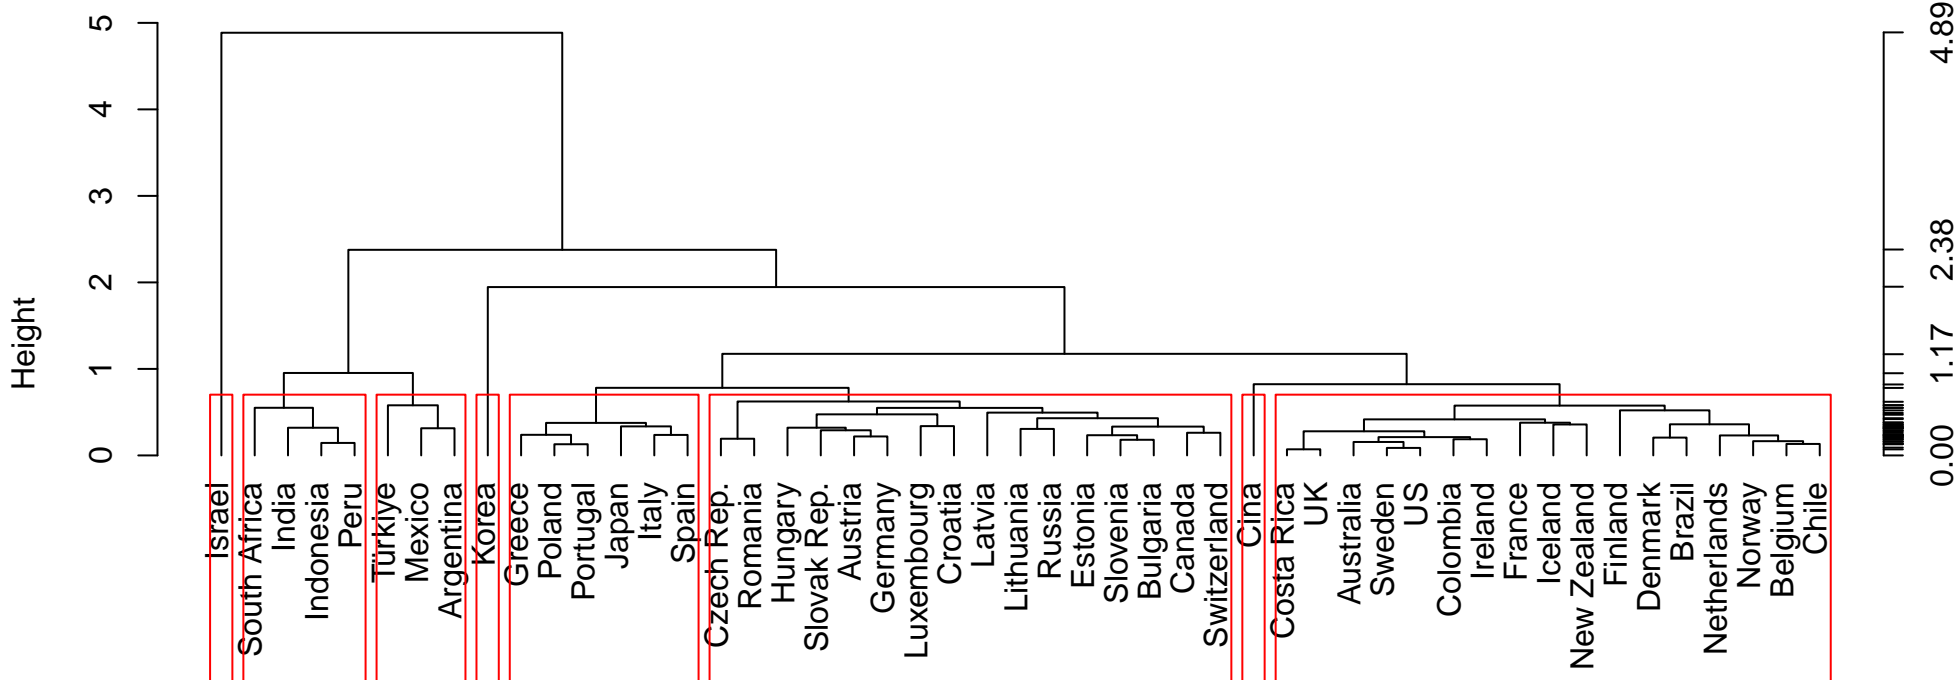 Height
5
4
3
2
1
0
4.89
2.38
1.17
0.00
Israel
South Africa
India
Indonesia
Peru
Türkiye
Mexico
Argentina
Korea
Greece
Poland
Portugal
Japan
Italy
Spain
Czech Rep.
Romania
Hungary
Slovak Rep.
Austria
Germany
Luxembourg
Croatia
Latvia
Lithuania
Russia
Estonia
Slovenia
Bulgaria
Canada
Switzerland
Cina
Costa Rica
UK
Australia
Sweden
US
Colombia
Ireland
France
Iceland
New Zealand
Finland
Denmark
Brazil
Netherlands
Norway
Belgium
Chile